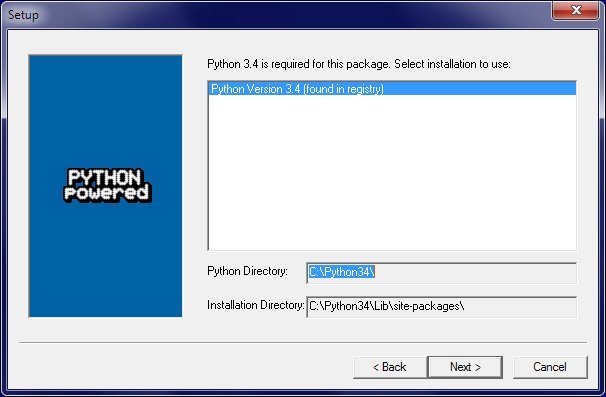 Setup
Python 3.4 is required for this package. Select installation to use:
Python Version 3.4 (found in registry)
PYTHON
powered
Python Directory: C:\Python34\
Installation Directory: C:\Python34\Lib\site-packages\
< Back Next > Cancel